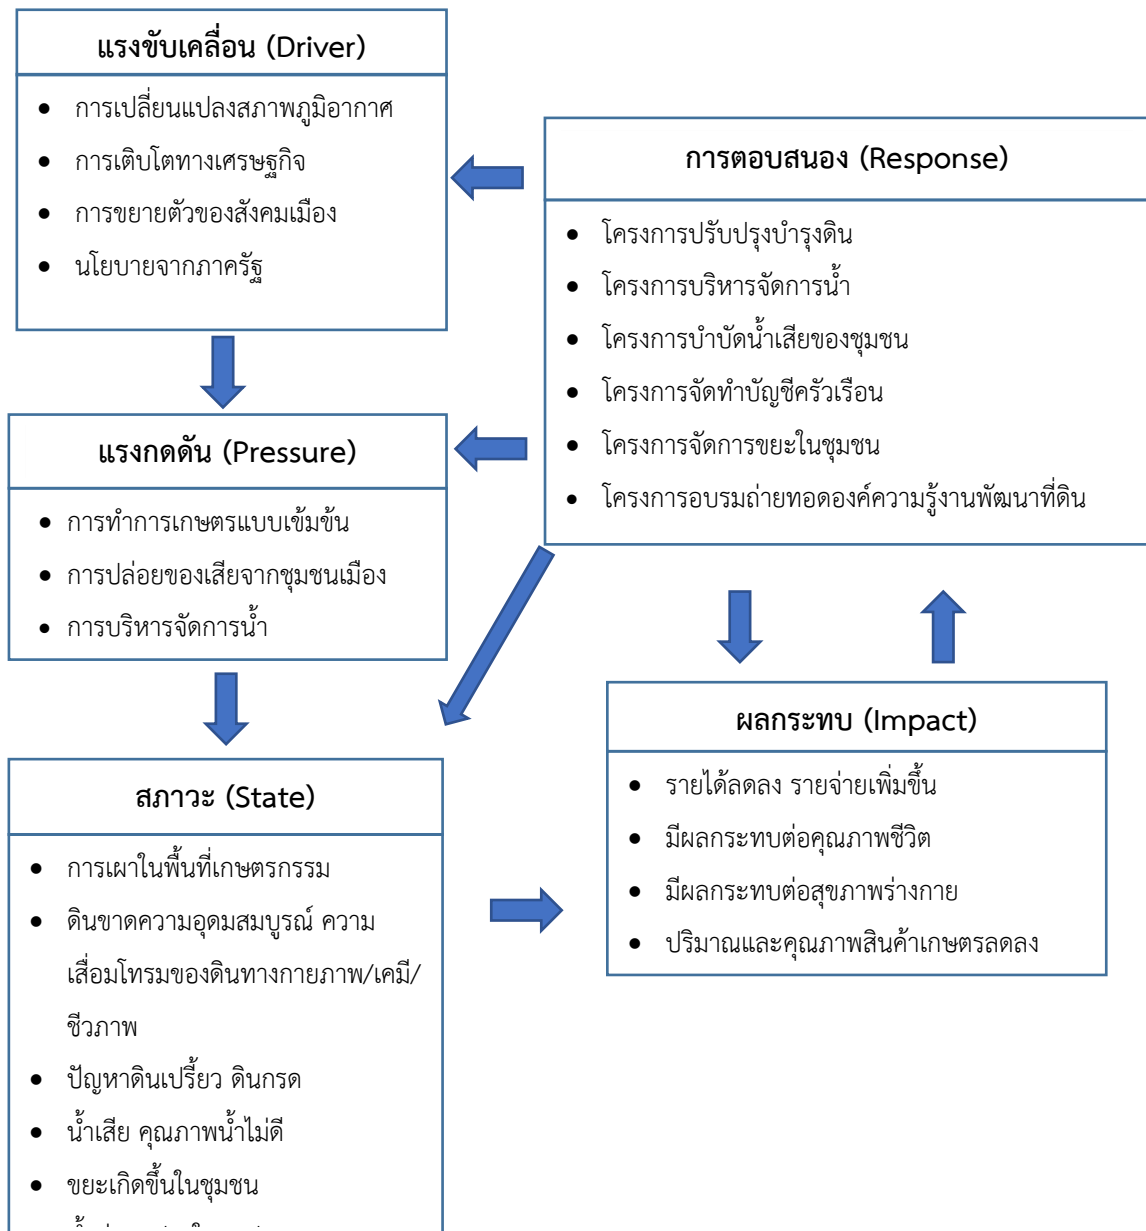 แรงขับเคลื่อน (Driver)
• การเปลี่ยนแปลงสภาพภูมิอากาศ
• การเติบโตทางเศรษฐกิจ
• การขยายตัวของสังคมเมือง
• นโยบายจากภาครัฐ
แรงกดดัน (Pressure)
• การทำการเกษตรแบบเข้มข้น
• การปล่อยของเสียจากชุมชนเมือง
• การบริหารจัดการน้ำ
สภาวะ (State)
• การเผาในพื้นที่เกษตรกรรม
• ดินขาดความอุดมสมบูรณ์ ความ
เสื่อมโทรมของดินทางกายภาพ/เคมี/
ชีวภาพ
• ปัญหาดินเปรี้ยว ดินกรด
• น้ำเสีย คุณภาพน้ำไม่ดี
• ขยะเกิดขึ้นในชุมชน
การตอบสนอง (Response)
• โครงการปรับปรุงบำรุงดิน
• โครงการบริหารจัดการน้ำ
• โครงการบำบัดน้ำเสียของชุมชน
• โครงการจัดทำบัญชีครัวเรือน
• โครงการจัดการขยะในชุมชน
• โครงการอบรมถ่ายทอดองค์ความรู้งานพัฒนาที่ดิน
ผลกระทบ (Impact)
• รายได้ลดลง รายจ่ายเพิ่มขึ้น
• มีผลกระทบต่อคุณภาพชีวิต
• มีผลกระทบต่อสุขภาพร่างกาย
• ปริมาณและคุณภาพสินค้าเกษตรลดลง